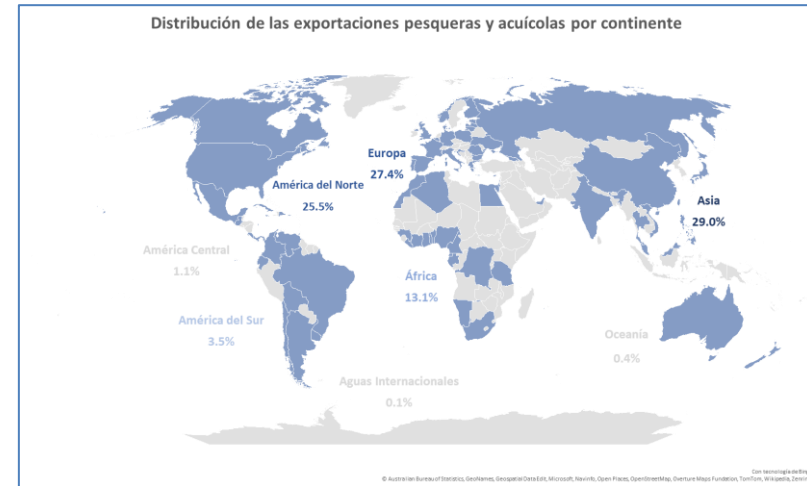 Distribución de las exportaciones pesqueras y acuícolas por continente
Europa
27.4%
América del Norte
25.5%
Asia
29.0%
América Central
1.1%
África
13.1%
América del Sur
3.5%
Oceanía
0.4%
Aguas Internacionales
0.1%
Con tecnología de Bing
© Australian Bureau of Statistics, GeoNames, Geospatial Data Edit, Microsoft, Navinfo, Open Places, OpenStreetMap, Overture Maps Fundation, TomTom, Wikipedia, Zenrin